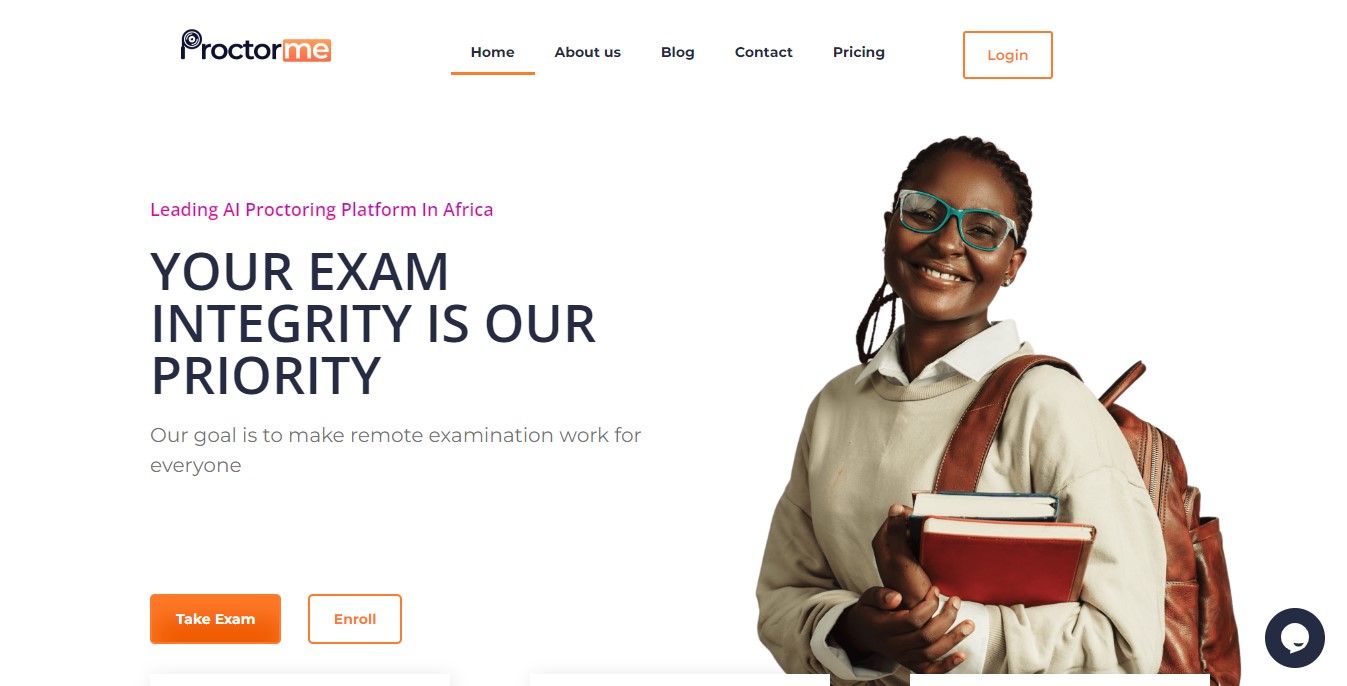 Proctorme
Home
About us
Blog
Contact
Pricing
Login
Leading AI Proctoring Platform In Africa
YOUR EXAM
INTEGRITY IS OUR
PRIORITY
Our goal is to make remote examination work for
everyone
Take Exam
Enroll